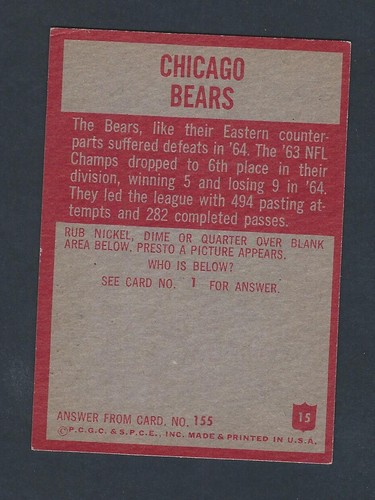 CHICAGO
BEARS
The Bears, like their Eastern counter-
parts suffered defeats in '64. The '63 NFL
Champs dropped to 6th place in their
division, winning 5 and losing 9 in '64.
They led the league with 494 pasting at-
tempts and 282 completed passes.
RUB NICKEL, DIME OR QUARTER OVER BLANK
AREA BELOW. PRESTO A PICTURE APPEARS.
WHO IS BELOW?
SEE CARD NO. 1 FOR ANSWER.
ANSWER FROM CARD. NO. 155
15
©P.C.G.C. & S.P.C.E., INC. MADE & PRINTED IN U.S.A.